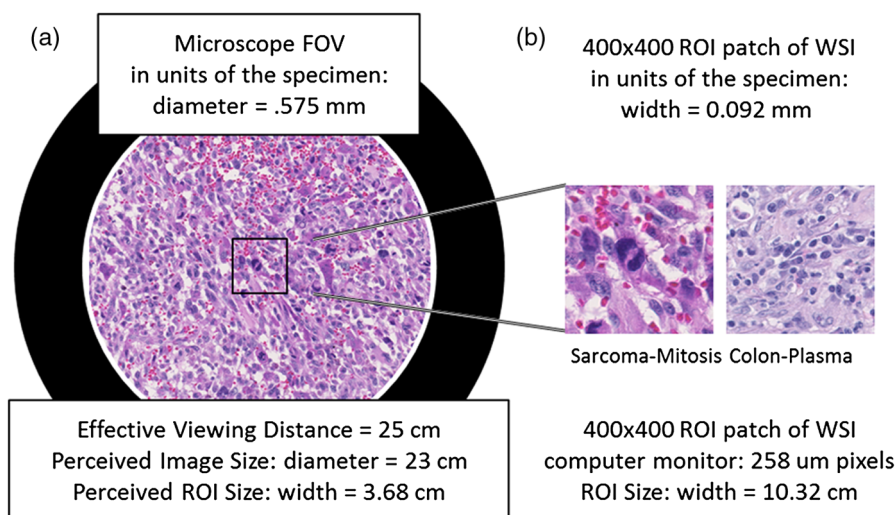 (a)
Microscope FOV
in units of the specimen:
diameter = .575 mm
(b)
400x400 ROI patch of WSI
in units of the specimen:
width = 0.092 mm
Sarcoma-Mitosis Colon-Plasma
Effective Viewing Distance = 25 cm
Perceived Image Size: diameter = 23 cm
Perceived ROI Size: width = 3.68 cm
400x400 ROI patch of WSI
computer monitor: 258 um pixels
ROI Size: width = 10.32 cm